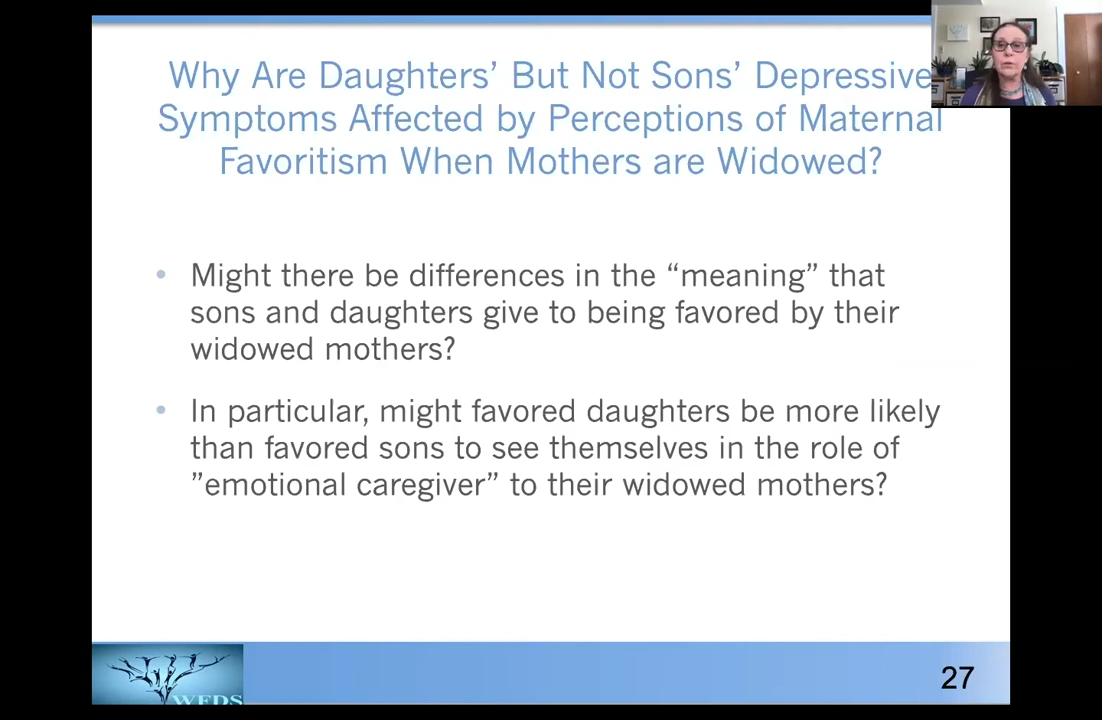 Why Are Daughters’ But Not Sons’ Depressive
Symptoms Affected by Perceptions of Maternal
Favoritism When Mothers are Widowed?
• Might there be differences in the “meaning” that
sons and daughters give to being favored by their
widowed mothers?
• In particular, might favored daughters be more likely
than favored sons to see themselves in the role of
”emotional caregiver” to their widowed mothers?
WFDS
27